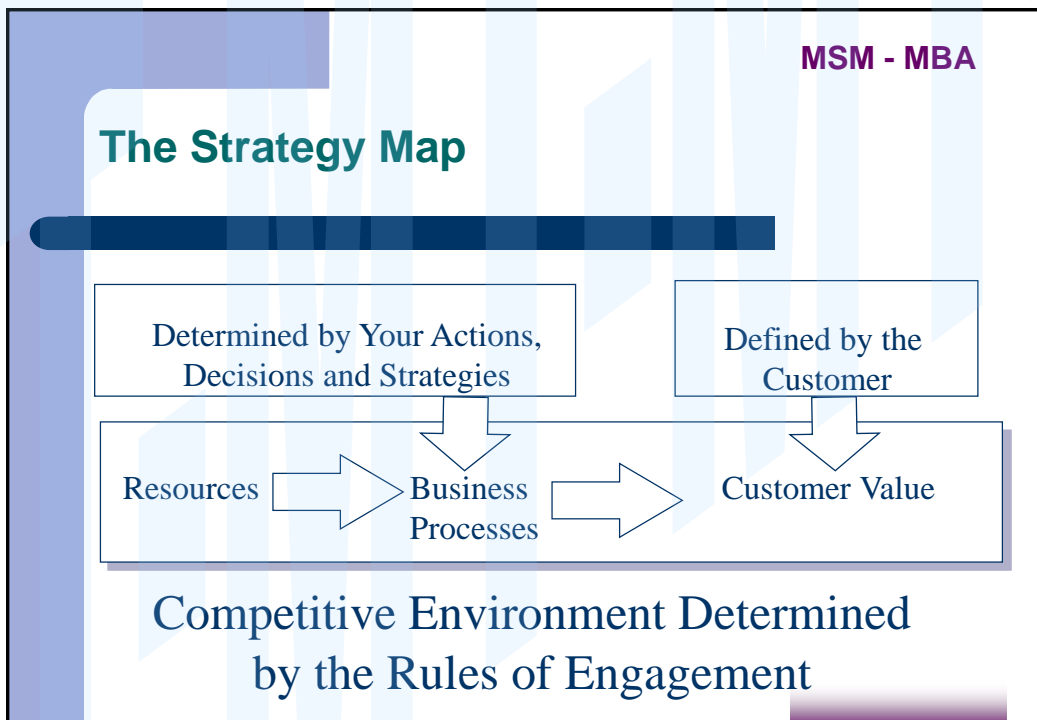 MSM - MBA
The Strategy Map
Determined by Your Actions,
Decisions and Strategies
Defined by the
Customer
Resources
Business
Processes
Customer Value
Competitive Environment Determined
by the Rules of Engagement